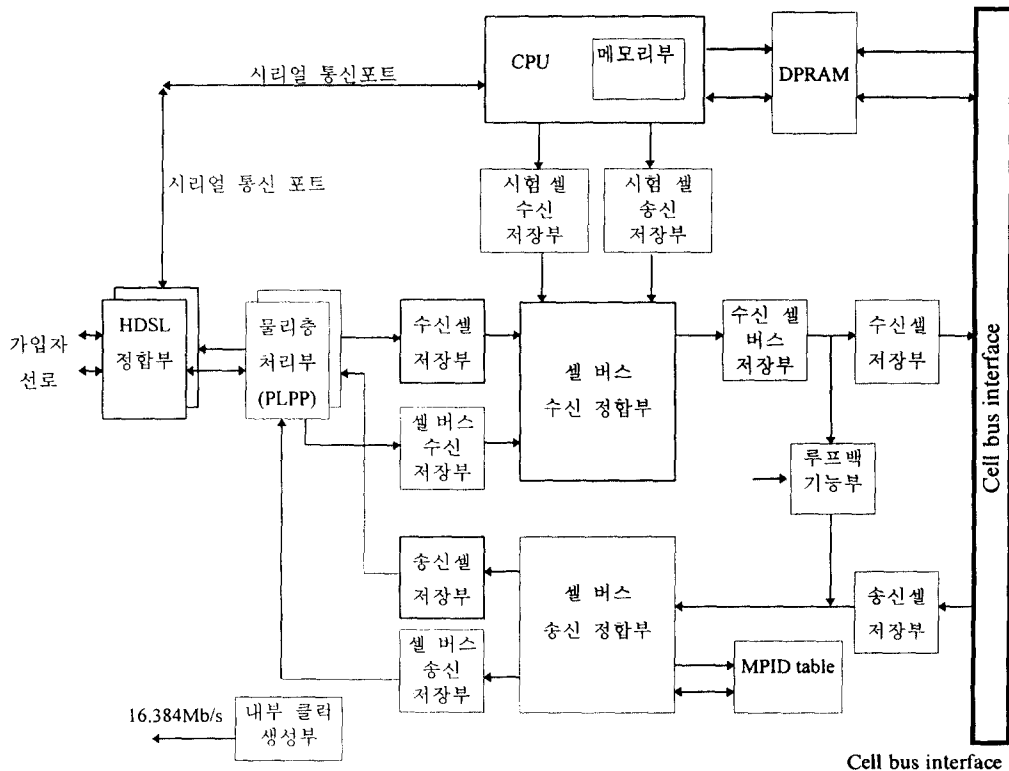 CPU
메모리부
DPRAM
시리얼 통신포트
시리얼 통신 포트
시험 셀
수신
저장부
시험 셀
송신
저장부
HDSL
정합부
가입자
선로
물리층
처리부
(PLPP)
수신셀
저장부
셀 버스
수신
저장부
셀 버스
수신 정합부
수신 셀
버스
저장부
수신셀
저장부
루프백
기능부
Cell bus interface
송신셀
저장부
셀 버스
송신
저장부
셀 버스
송신 정합부
송신셀
저장부
MPID table
16.384Mb/s
내부 클럭
생성부
Cell bus interface